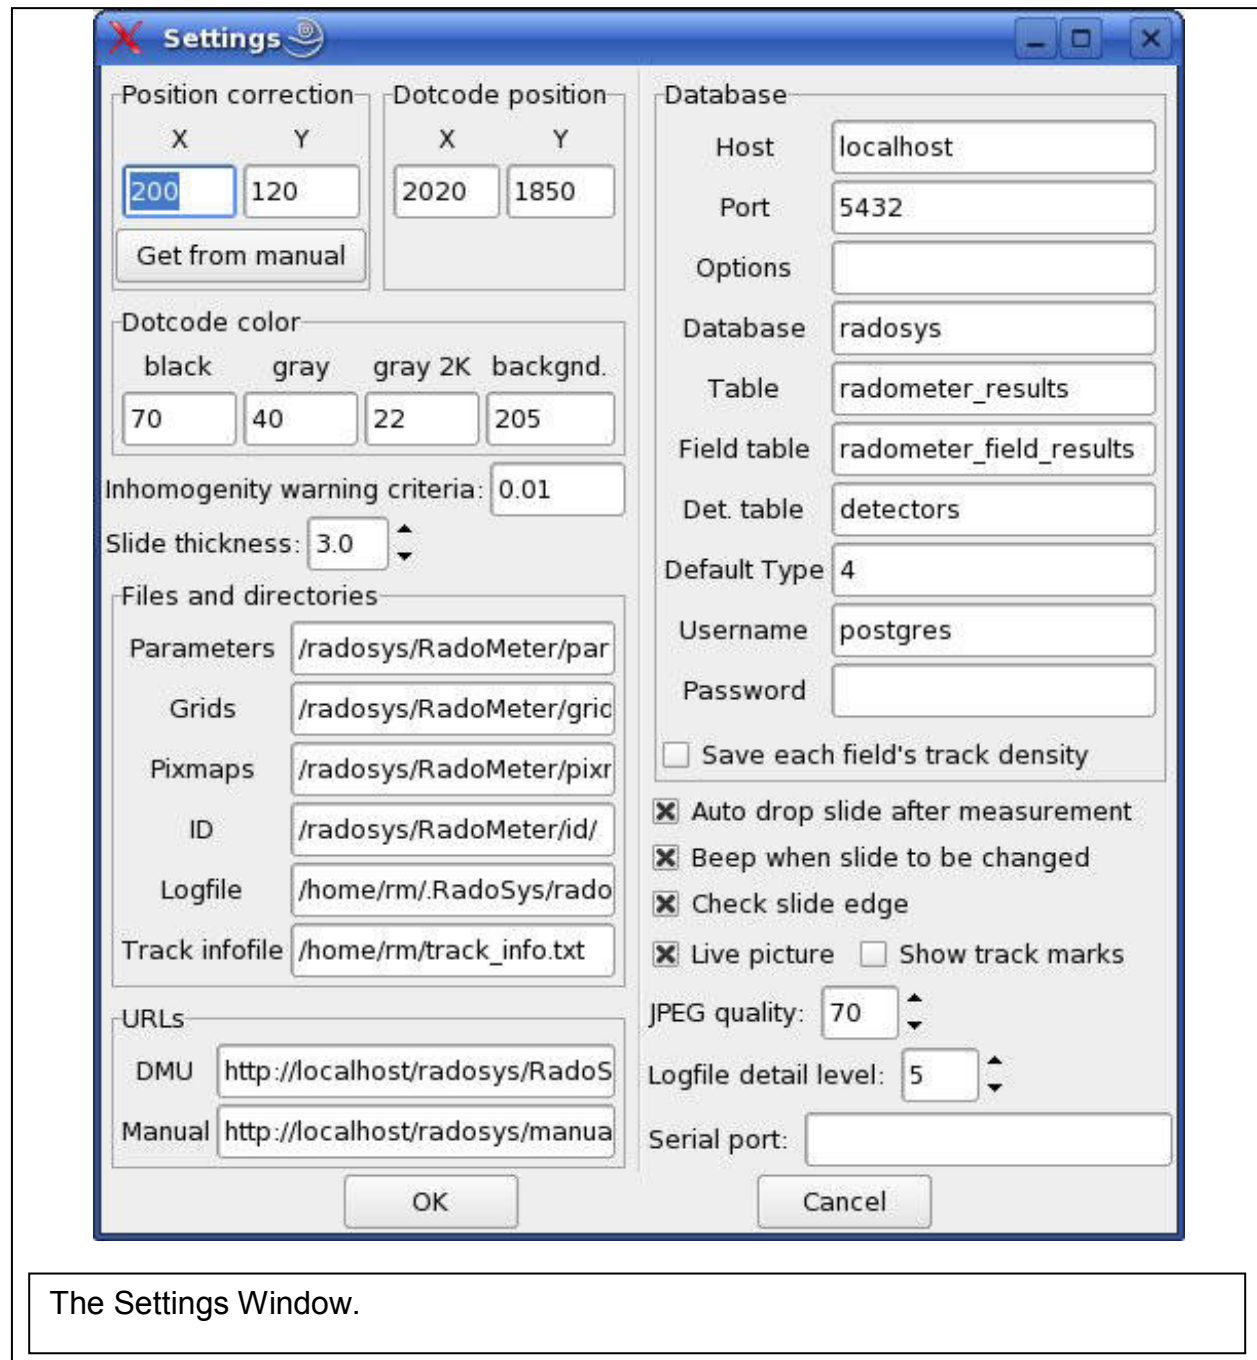 Settings
Position correction
X Y
200 120
Get from manual
Dotcode position
X Y
2020 1850
Dotcode color
black gray gray 2K backgnd.
70 40 22 205
Inhomogenity warning criteria: 0.01
Slide thickness: 3.0
Files and directories
Parameters /radosys/RadoMeter/par
Grids /radosys/RadoMeter/grid
Pixmaps /radosys/RadoMeter/pix
ID /radosys/RadoMeter/id/
Logfile /home/rm/.RadoSys/rado
Track infofile /home/rm/track_info.txt
URLs
DMU http://localhost/radosys/RadoS
Manual http://localhost/radosys/manua
Database
Host localhost
Port 5432
Options
Database radosys
Table radometer_results
Field table radometer_field_results
Det. table detectors
Default Type 4
Username postgres
Password
Save each field's track density
Auto drop slide after measurement
Beep when slide to be changed
Check slide edge
Live picture Show track marks
JPEG quality: 70
Logfile detail level: 5
Serial port:
OK Cancel
The Settings Window.